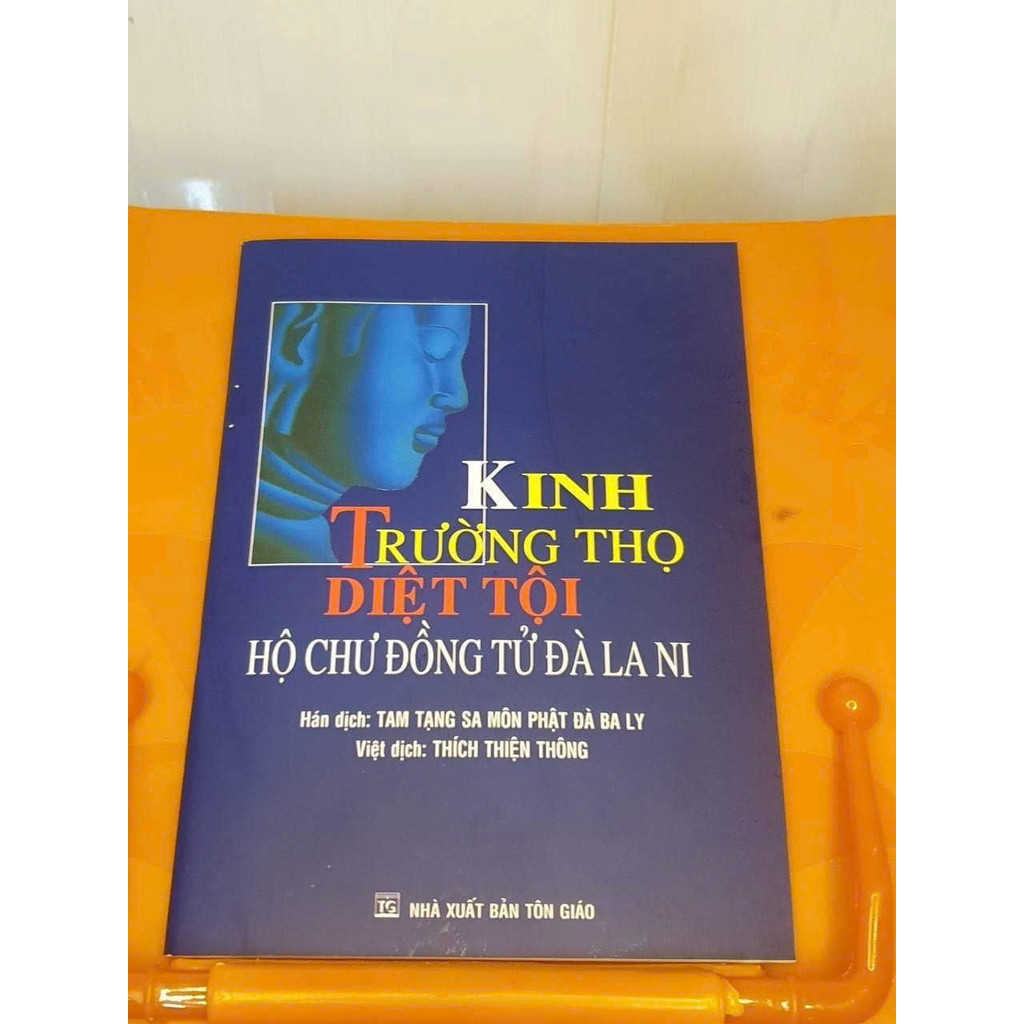 KINH
TRƯỜNG THỌ
DIỆT TỘI
HỘ CHƯ ĐỒNG TỬ ĐÀ LA NI
Hán dịch: TAM TẠNG SA MÔN PHẬT ĐÀ BA LY
Việt dịch: THÍCH THIỆN THÔNG
TG NHÀ XUẤT BẢN TÔN GIÁO